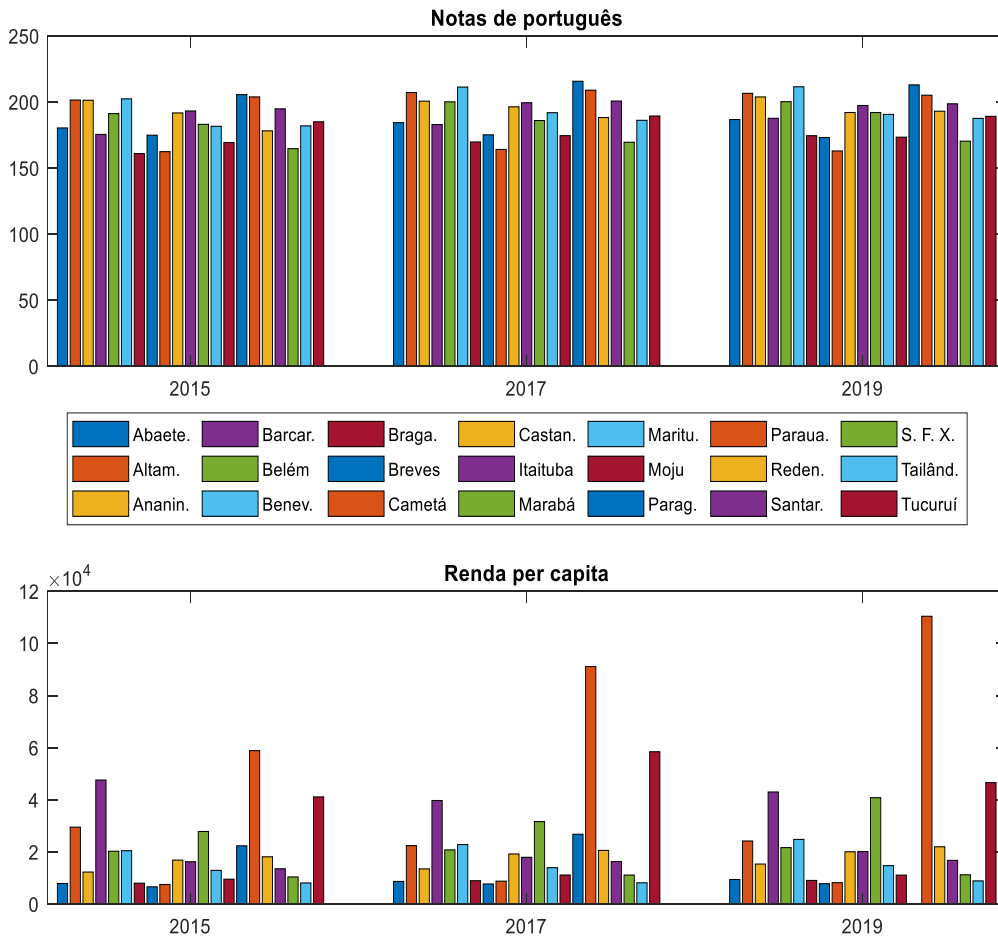 Notas de português
250
200
150
100
50
0
2015 2017 2019
Abaete. Barcar. Braga. Castan. Maritu. Paraua. S. F. X.
Altam. Belém Breves Itaituba Moju Reden. Tailând.
Ananin. Benev. Cametá Marabá Parag. Santar. Tucuruí
Renda per capita
×10⁴
12
10
8
6
4
2
0
2015 2017 2019